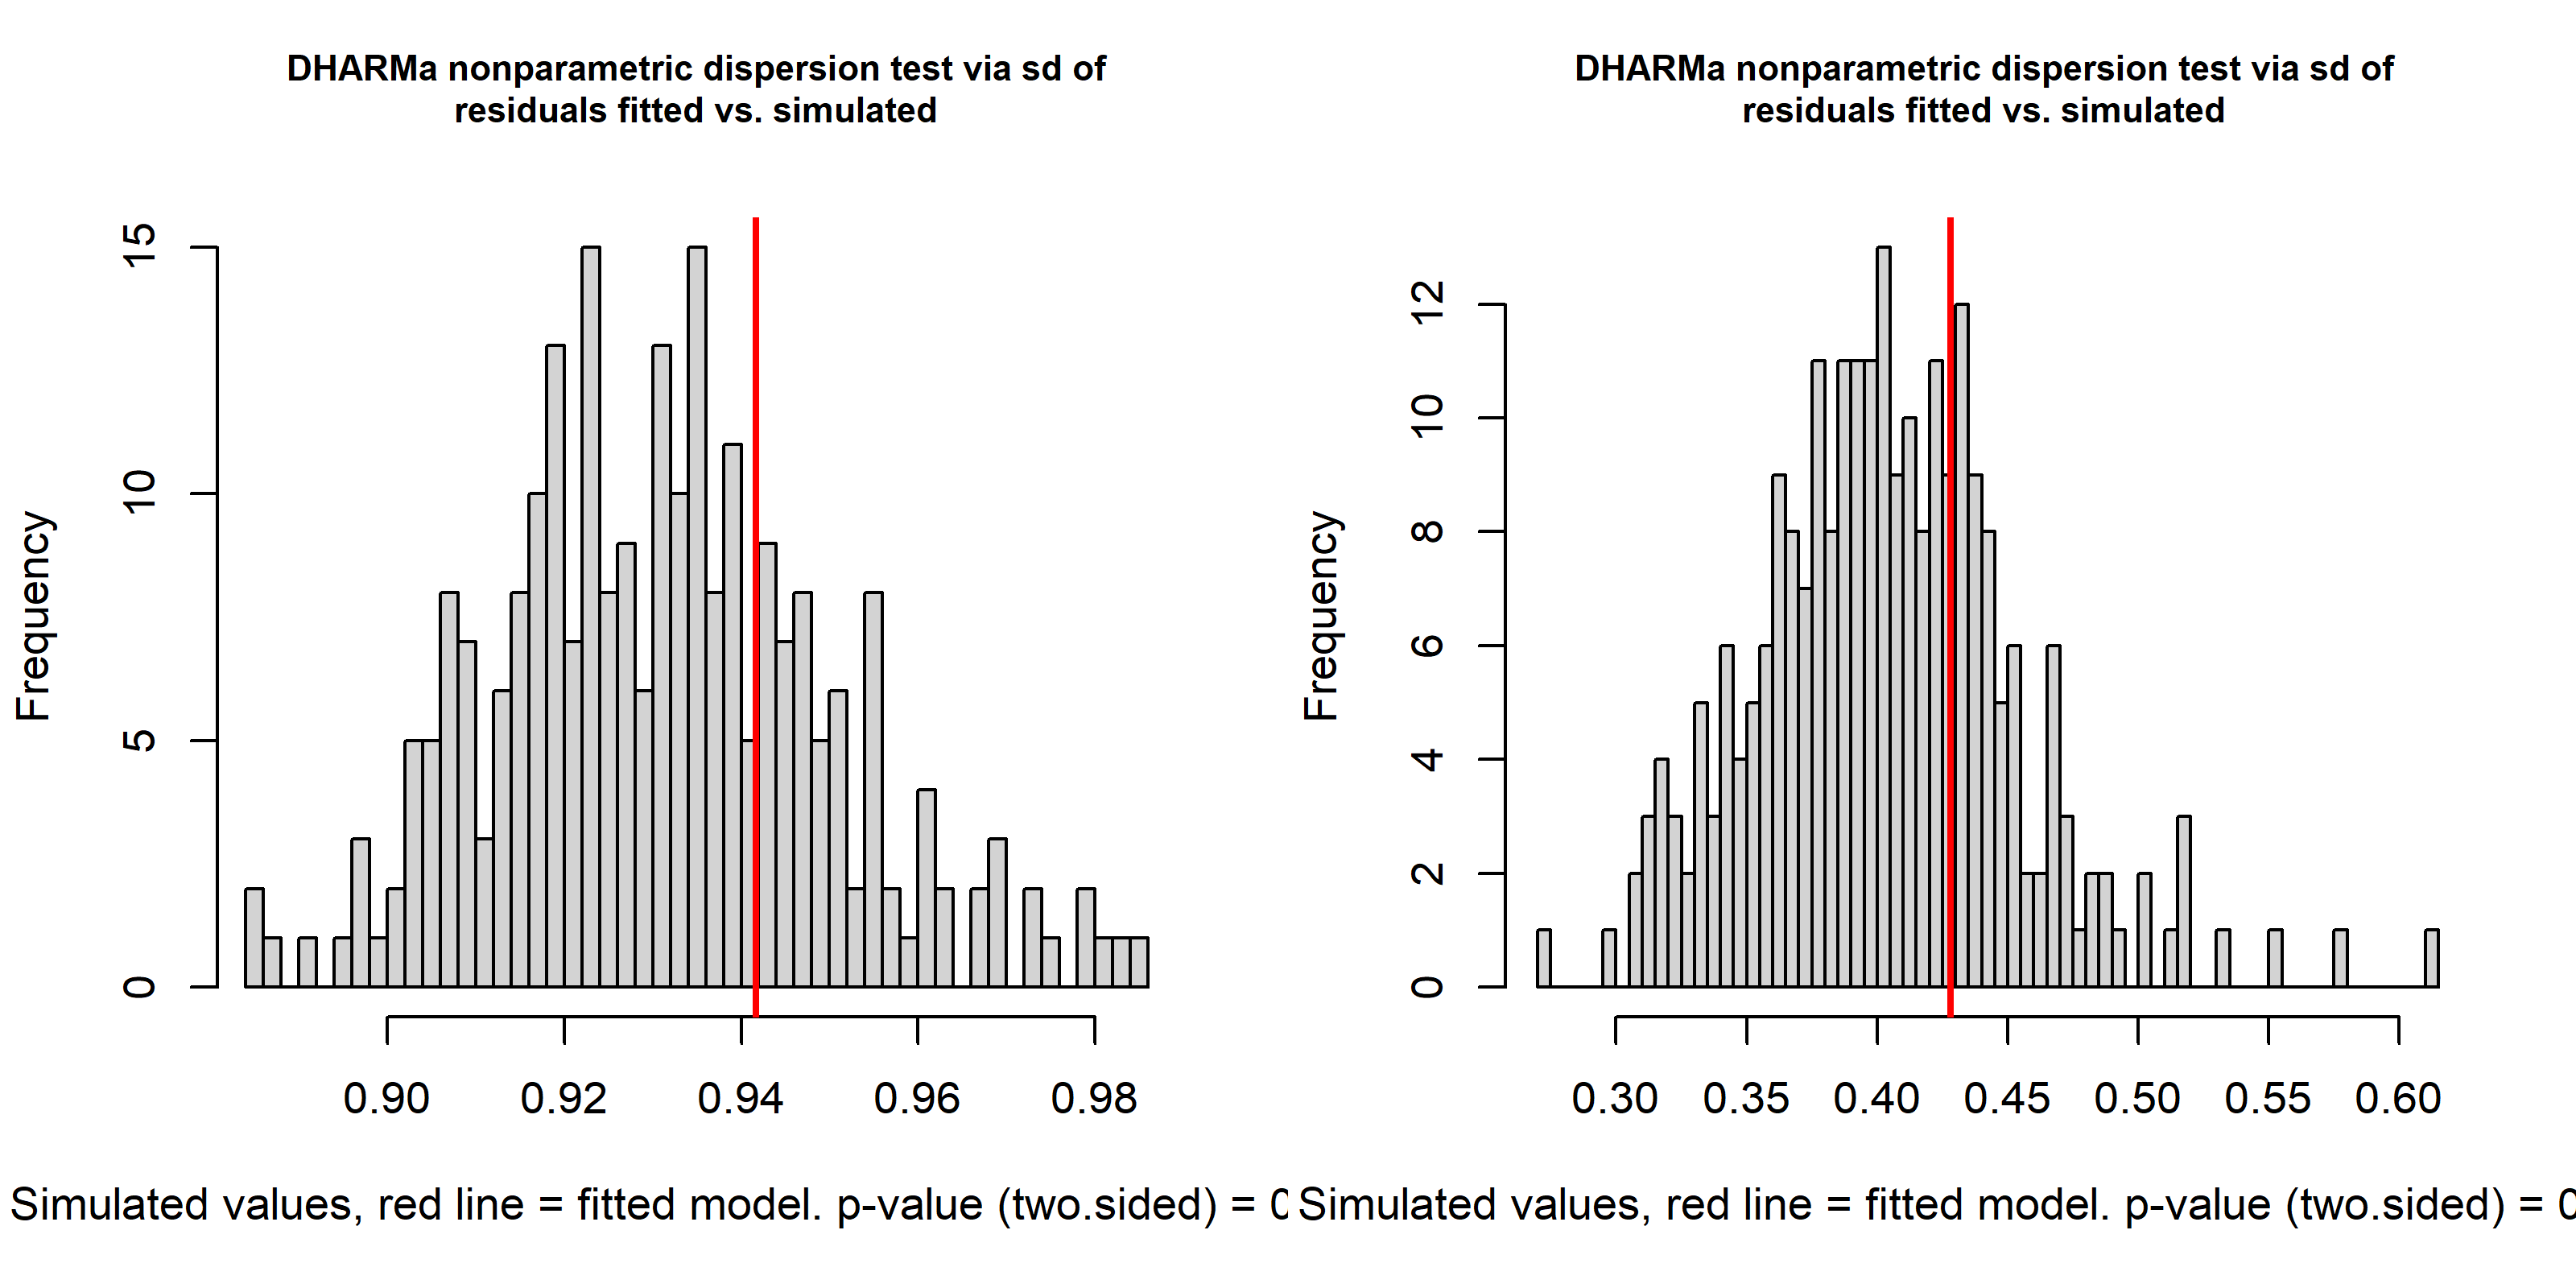 DHARMa nonparametric dispersion test via sd of
residuals fitted vs. simulated
Frequency
15
10
5
0
0.90 0.92 0.94 0.96 0.98
Simulated values, red line = fitted model. p-value (two.sided) =
DHARMa nonparametric dispersion test via sd of
residuals fitted vs. simulated
Frequency
12
10
8
6
4
2
0
0.30 0.35 0.40 0.45 0.50 0.55 0.60
Simulated values, red line = fitted model. p-value (two.sided) =